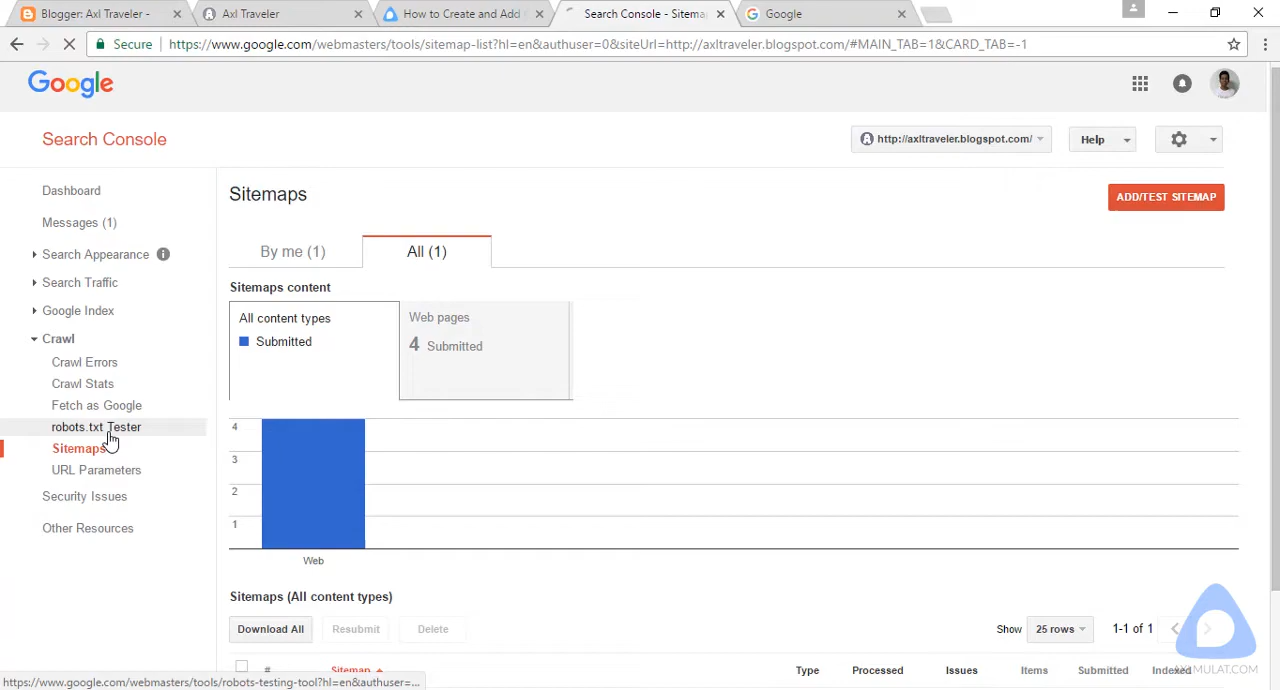 Blogger: Axl Traveler -
Axl Traveler
How to Create and Add
Search Console - Sitema
Google
Secure
https://www.google.com/webmasters/tools/sitemap-list?hl=en&authuser=0&siteUrl=http://axltraveler.blogspot.com/#MAIN_TAB=1&CARD_TAB=-1
Google
Search Console
http://axltraveler.blogspot.com/
Help
Dashboard
Messages (1)
Search Appearance
Search Traffic
Google Index
Crawl
Crawl Errors
Crawl Stats
Fetch as Google
robots.txt Tester
Sitemaps
URL Parameters
Security Issues
Other Resources
Sitemaps
ADD/TEST SITEMAP
By me (1)
All (1)
Sitemaps content
All content types
Submitted
Web pages
4 Submitted
4
3
2
1
Web
Sitemaps (All content types)
Download All
Resubmit
Delete
Show
25 rows
1-1 of 1
# Sitemap Type Processed Issues Items Submitted Indexed
https://www.google.com/webmasters/tools/robots-testing-tool?hl=en&authuser=...